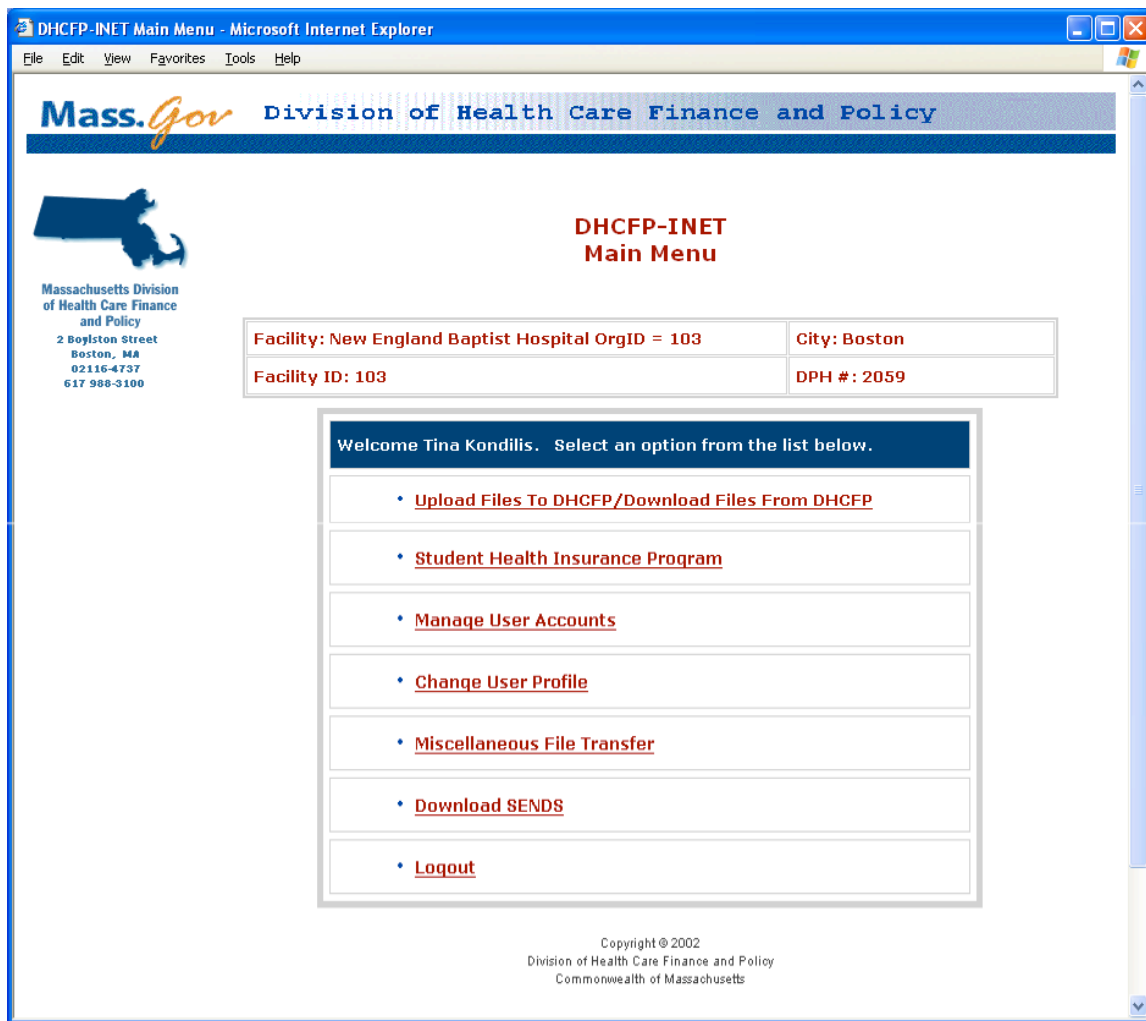 DHCFP-INET Main Menu - Microsoft Internet Explorer
File Edit View Favorites Tools Help
Mass.Gov Division of Health Care Finance and Policy
DHCFP-INET
Main Menu
Massachusetts Division
of Health Care Finance
and Policy
2 Boylston Street
Boston, MA
02116-4737
617 988-3100
Facility: New England Baptist Hospital OrgID = 103 City: Boston
Facility ID: 103 DPH #: 2059
Welcome Tina Kondilis. Select an option from the list below.
• Upload Files To DHCFP/Download Files From DHCFP
• Student Health Insurance Program
• Manage User Accounts
• Change User Profile
• Miscellaneous File Transfer
• Download SENDS
• Logout
Copyright © 2002
Division of Health Care Finance and Policy
Commonwealth of Massachusetts